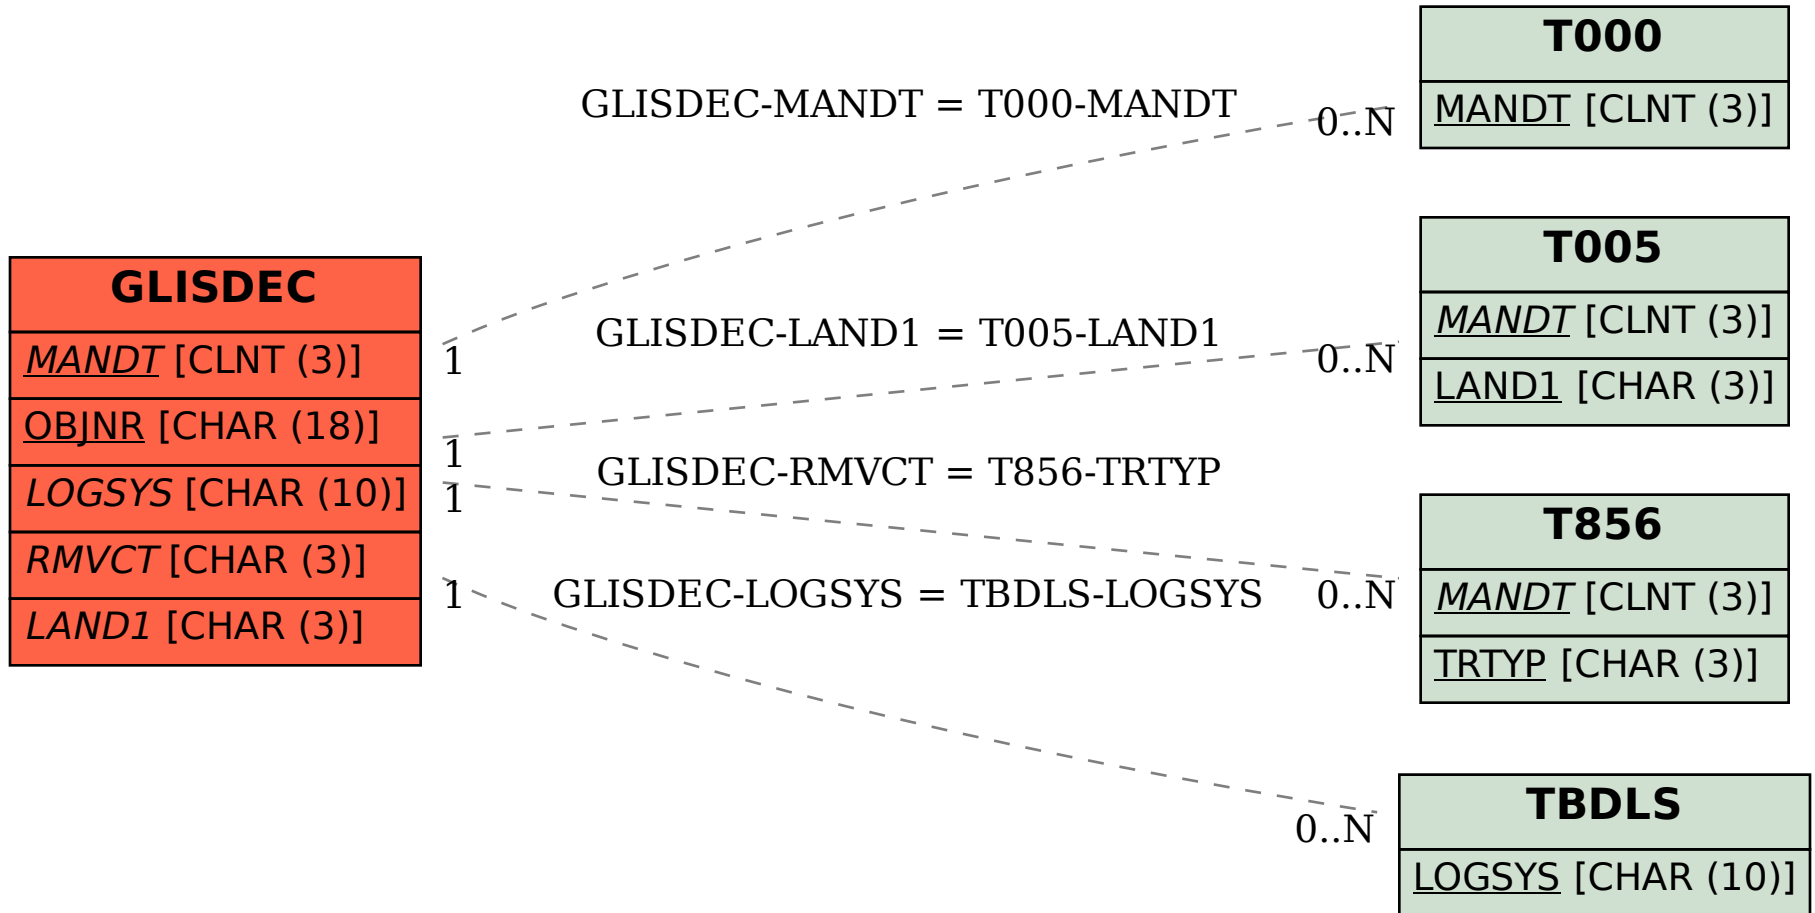 GLISDEC
MANDT [CLNT (3)]
OBJNR [CHAR (18)]
LOGSYS [CHAR (10)]
RMVCT [CHAR (3)]
LAND1 [CHAR (3)]
GLISDEC-MANDT = T000-MANDT
0..N
1
GLISDEC-LAND1 = T005-LAND1
0..N
1
GLISDEC-RMVCT = T856-TRTYP
0..N
1
GLISDEC-LOGSYS = TBDLS-LOGSYS
0..N
1
T000
MANDT [CLNT (3)]
T005
MANDT [CLNT (3)]
LAND1 [CHAR (3)]
T856
MANDT [CLNT (3)]
TRTYP [CHAR (3)]
TBDLS
LOGSYS [CHAR (10)]